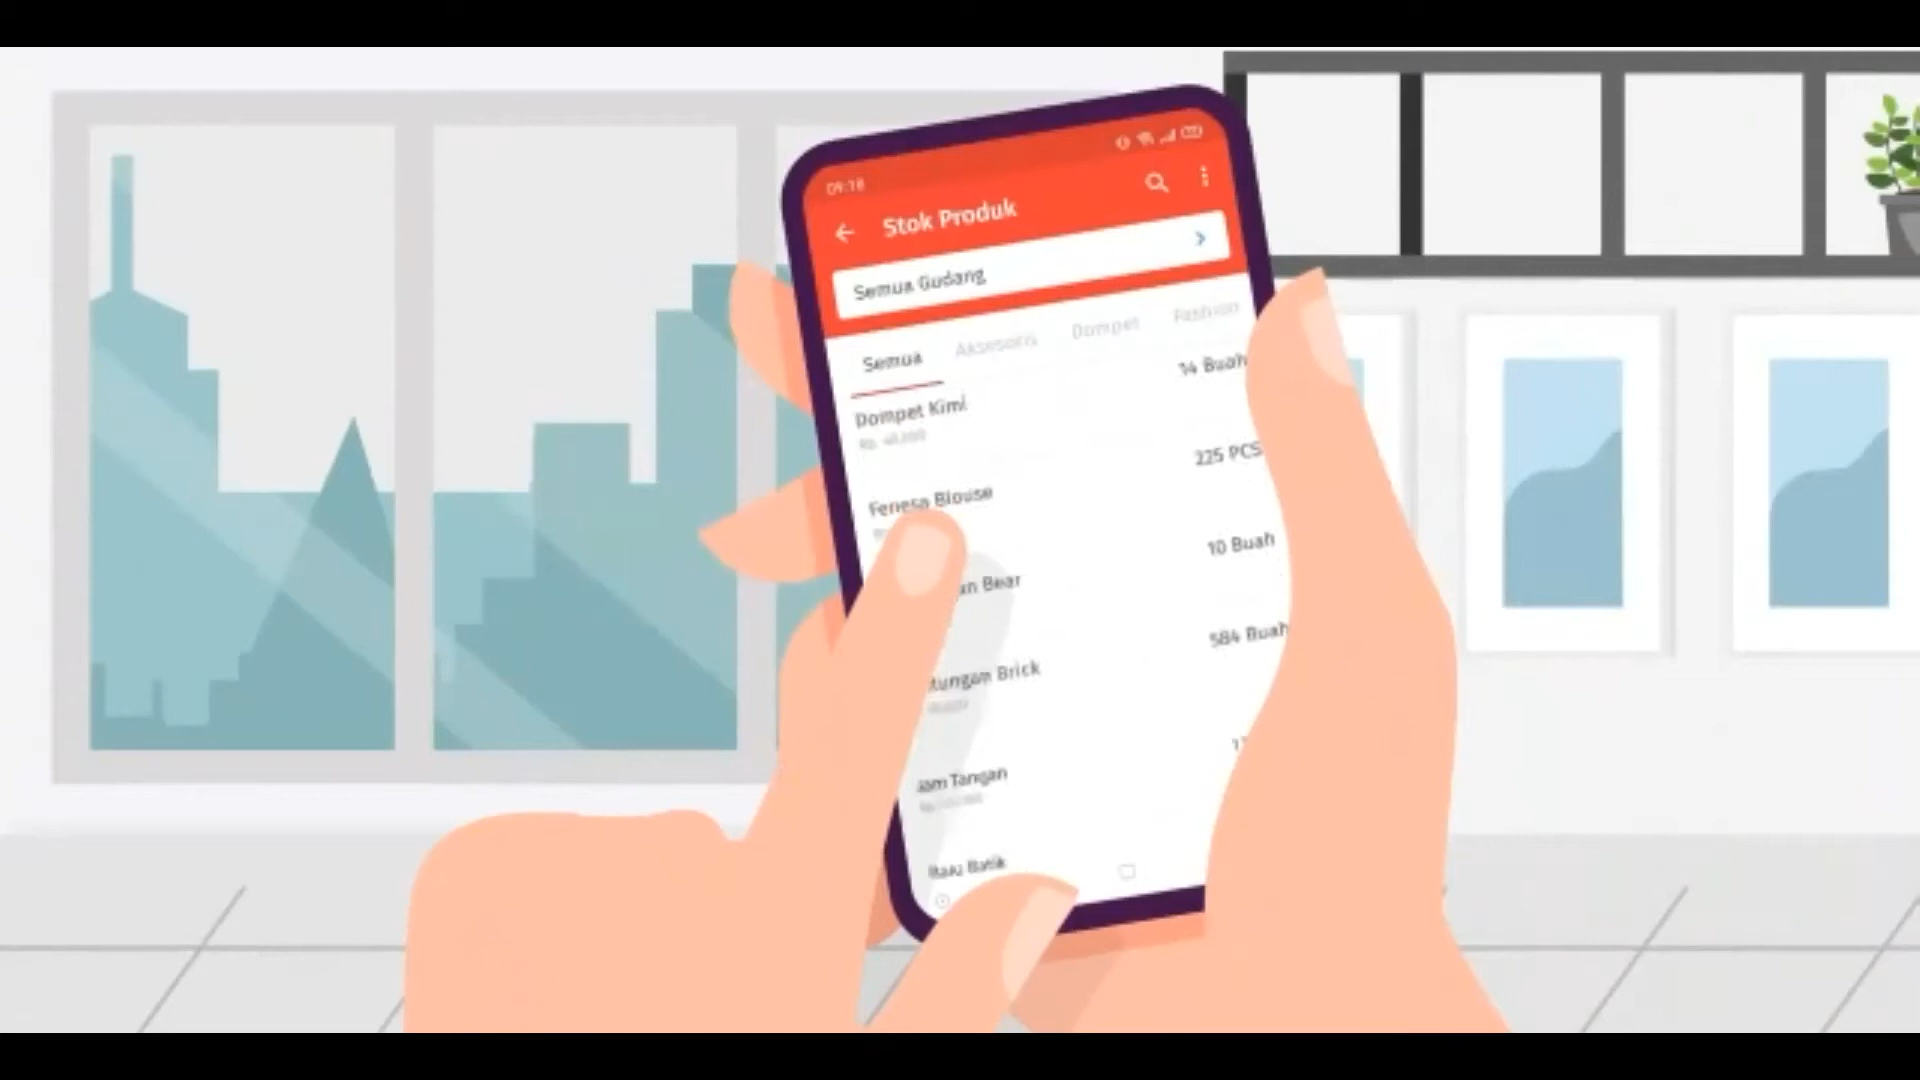 09:18
Stok Produk
Semua Gudang
Semua Aksesoris Dompet Fashion
Dompet Kimi 14 Buah
Fenesa Blouse 225 PCS
Bear 10 Buah
Brick 584 Buah
Jam Tangan
Baju Batik